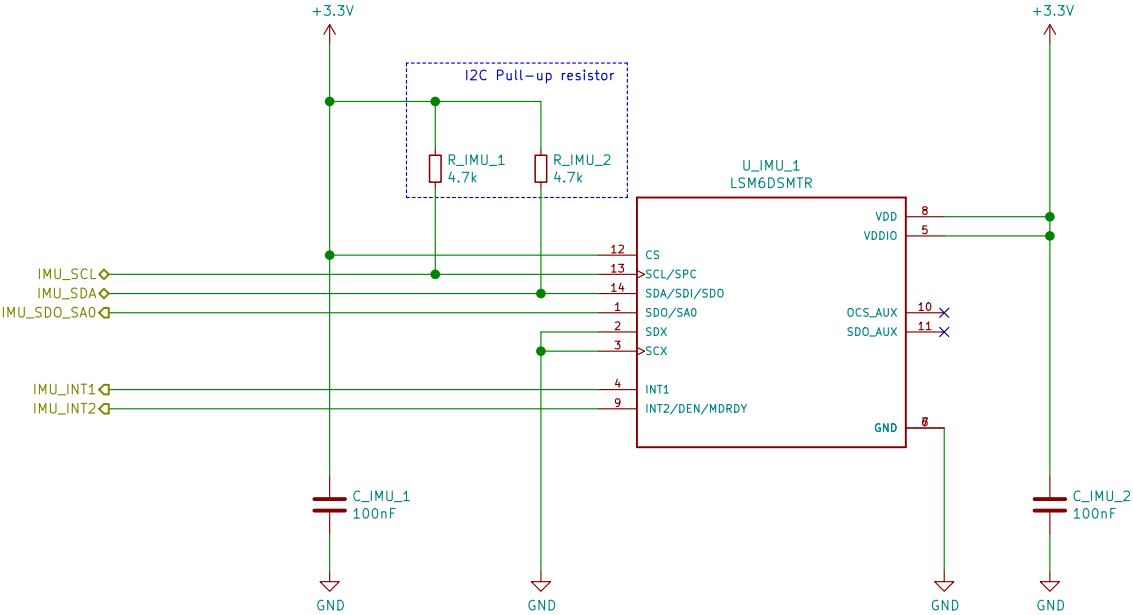 +3.3V
+3.3V
I2C Pull-up resistor
R_IMU_1
4.7k
R_IMU_2
4.7k
U_IMU_1
LSM6DSMTR
VDD
8
VDDIO
5
12
CS
IMU_SCL
13
SCL/SPC
IMU_SDA
14
SDA/SDI/SDO
IMU_SDO_SA0
1
SDO/SA0
OCS_AUX
10
2
SDX
SDO_AUX
11
3
SCX
IMU_INT1
4
INT1
IMU_INT2
9
INT2/DEN/MDRDY
GND
C_IMU_1
100nF
C_IMU_2
100nF
GND
GND
GND
GND